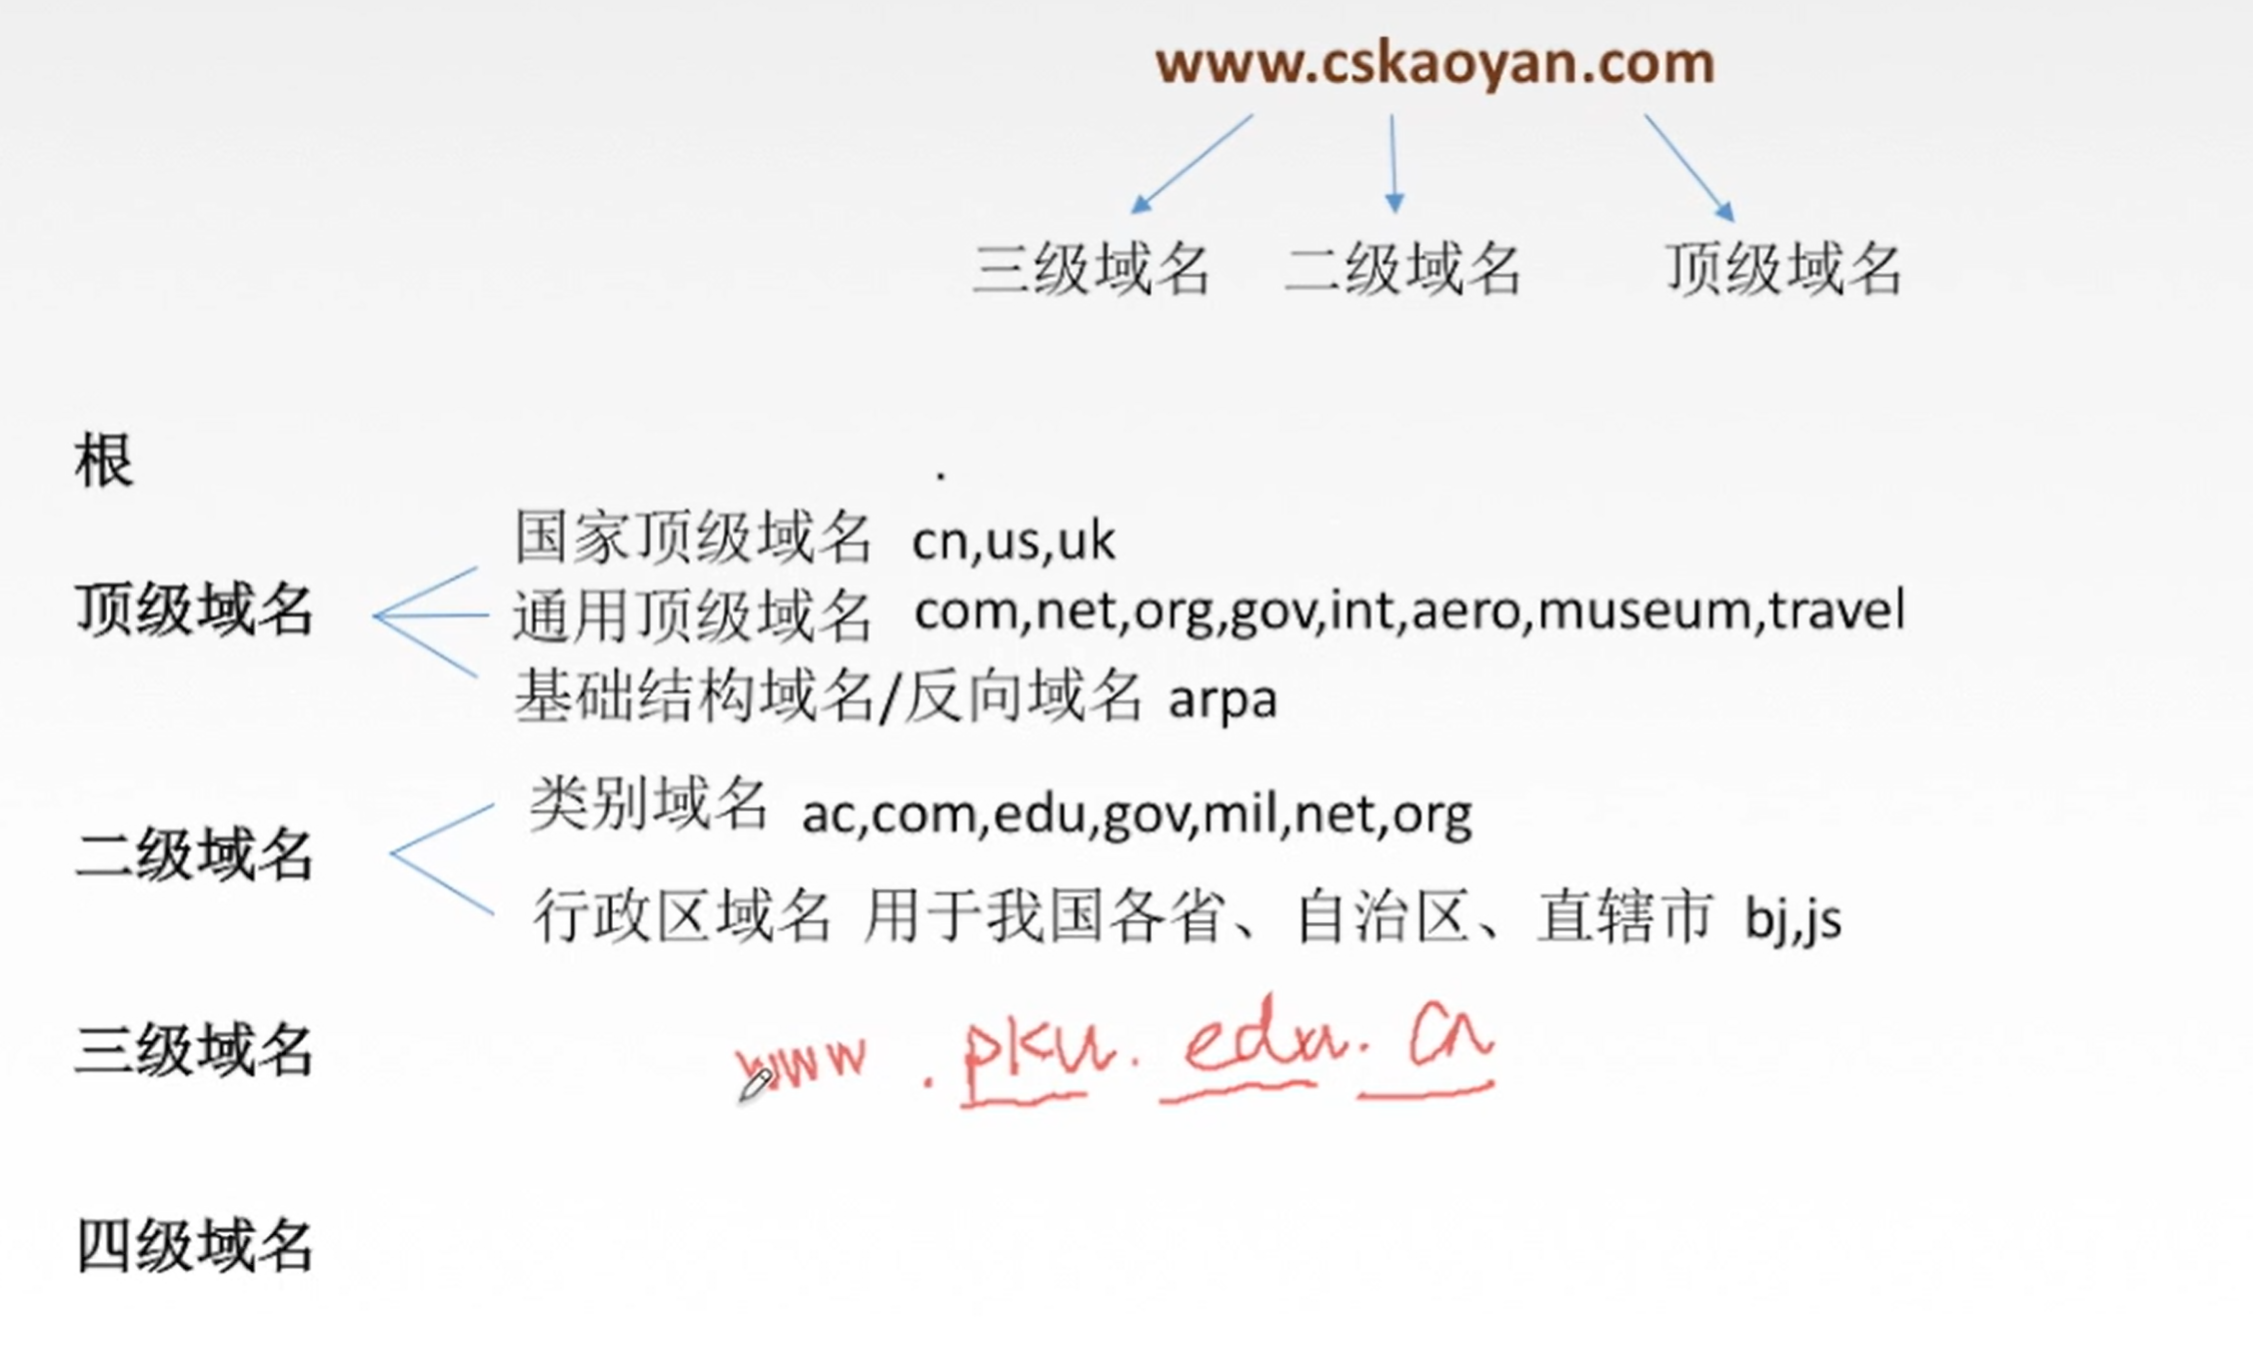 www.cskaoyan.com
三级域名 二级域名 顶级域名
根 .
国家顶级域名 cn,us,uk
顶级域名 通用顶级域名 com,net,org,gov,int,aero,museum,travel
基础结构域名/反向域名 arpa
类别域名 ac,com,edu,gov,mil,net,org
二级域名
行政区域名 用于我国各省、自治区、直辖市 bj,js
三级域名 www.pku.edu.cn
四级域名